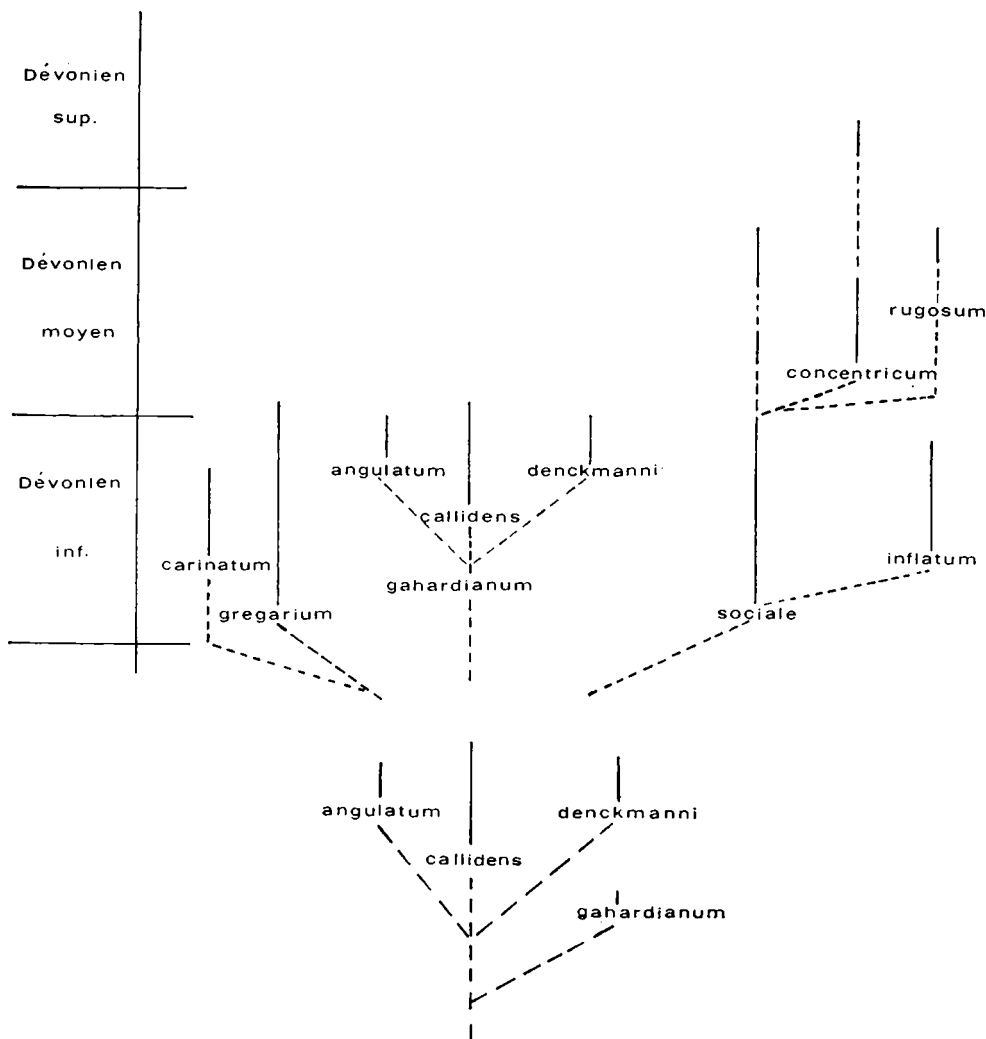 Dévonien
sup.
Dévonien
moyen
rugosum
concentricum
Dévonien
inf.
angulatum
denckmanni
callidens
carinatum
gahardianum
inflatum
gregarium
sociale
angulatum
denckmanni
callidens
gahardianum